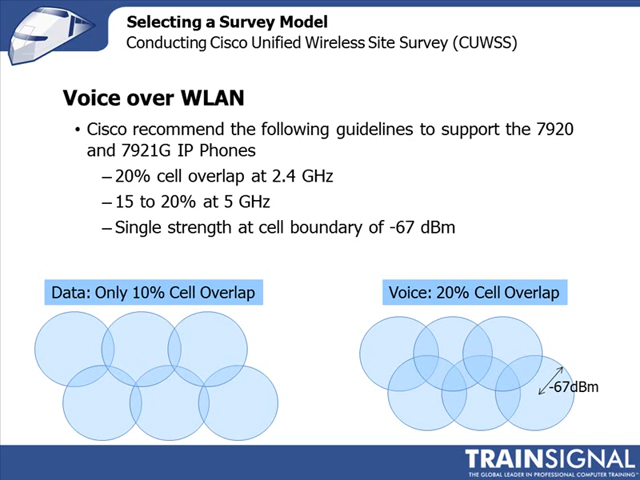 Selecting a Survey Model
Conducting Cisco Unified Wireless Site Survey (CUWSS)
Voice over WLAN
• Cisco recommend the following guidelines to support the 7920
and 7921G IP Phones
– 20% cell overlap at 2.4 GHz
– 15 to 20% at 5 GHz
– Single strength at cell boundary of -67 dBm
Data: Only 10% Cell Overlap
Voice: 20% Cell Overlap
-67dBm
TRAINSIGNAL
THE GLOBAL LEADER IN PROFESSIONAL COMPUTER TRAINING™